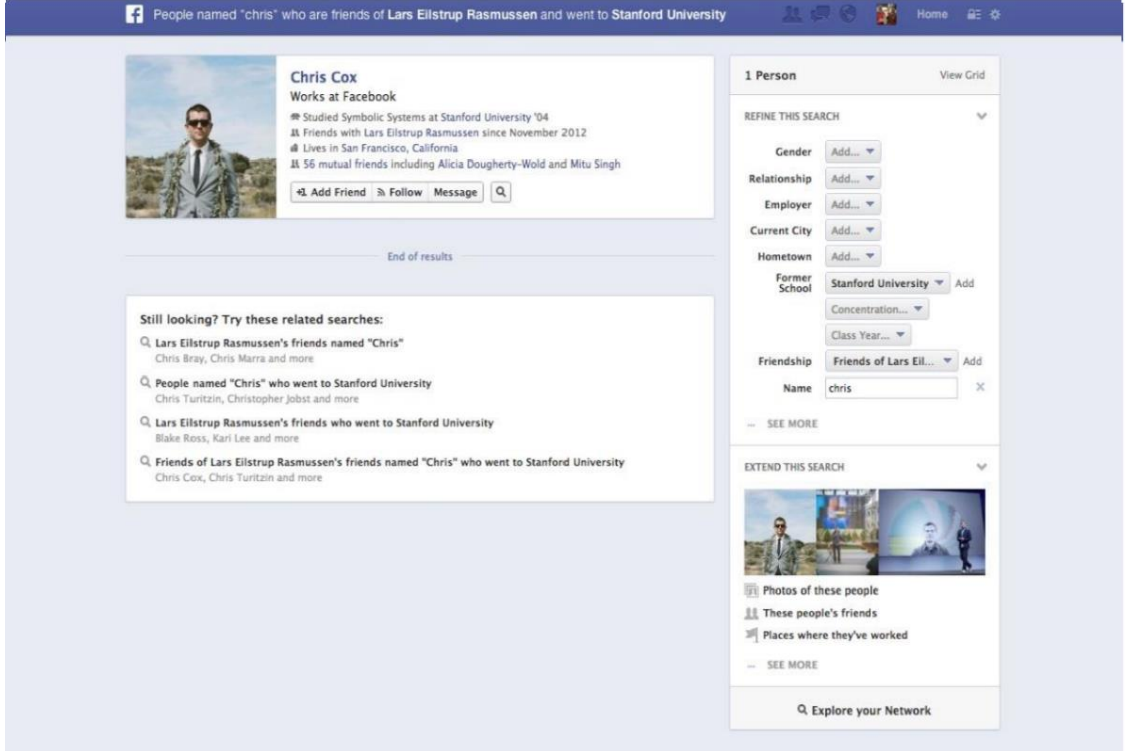 People named "chris" who are friends of Lars Eilstrup Rasmussen and went to Stanford University
Home
Chris Cox
Works at Facebook
Studied Symbolic Systems at Stanford University '04
Friends with Lars Eilstrup Rasmussen since November 2012
Lives in San Francisco, California
56 mutual friends including Alicia Dougherty-Wold and Mitu Singh
+1 Add Friend Follow Message
End of results
Still looking? Try these related searches:
Lars Eilstrup Rasmussen's friends named "Chris"
Chris Bray, Chris Marra and more
People named "Chris" who went to Stanford University
Chris Turitzin, Christopher Jobst and more
Lars Eilstrup Rasmussen's friends who went to Stanford University
Blake Ross, Kari Lee and more
Friends of Lars Eilstrup Rasmussen's friends named "Chris" who went to Stanford University
Chris Cox, Chris Turitzin and more
1 Person View Grid
REFINE THIS SEARCH
Gender Add...
Relationship Add...
Employer Add...
Current City Add...
Hometown Add...
Former
School Stanford University Add
Concentration...
Class Year...
Friendship Friends of Lars Eil... Add
Name chris
... SEE MORE
EXTEND THIS SEARCH
Photos of these people
These people's friends
Places where they've worked
... SEE MORE
Explore your Network